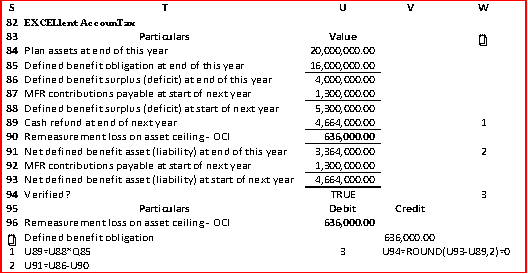 S T U V W
82 EXCELlent AccounTax
83 Particulars Value
84 Plan assets at end of this year 20,000,000.00
85 Defined benefit obligation at end of this year 16,000,000.00
86 Defined benefit surplus (deficit) at end of this year 4,000,000.00
87 MFR contributions payable at start of next year 1,300,000.00
88 Defined benefit surplus (deficit) at start of next year 5,300,000.00
89 Cash refund at end of next year 4,664,000.00 1
90 Remeasurement loss on asset ceiling - OCI 636,000.00
91 Net defined benefit asset (liability) at end of this year 3,364,000.00 2
92 MFR contributions payable at start of next year 1,300,000.00
93 Net defined benefit asset (liability) at start of next year 4,664,000.00
94 Verified? TRUE 3
95 Particulars Debit Credit
96 Remeasurement loss on asset ceiling - OCI 636,000.00
Defined benefit obligation 636,000.00
1 U89=U88*Q85 3 U94=ROUND(U93-U89,2)=0
2 U91=U86-U90